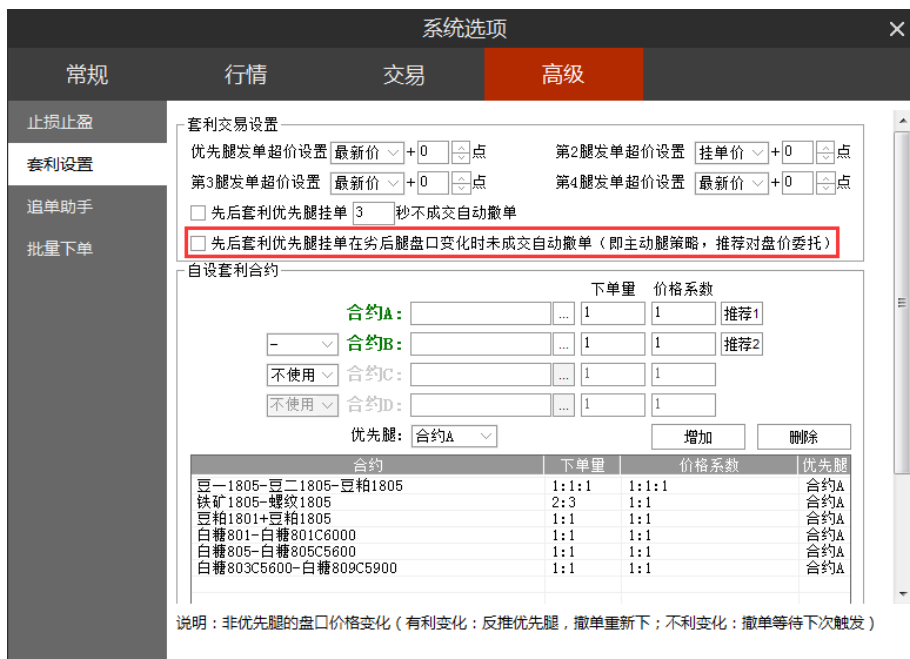 系统选项
常规 行情 交易 高级
止损止盈
套利设置
追单助手
批量下单
套利交易设置
优先腿发单超价设置 最新价 +0 点 第2腿发单超价设置 挂单价 +0 点
第3腿发单超价设置 最新价 +0 点 第4腿发单超价设置 最新价 +0 点
先后套利优先腿挂单 3 秒不成交自动撤单
先后套利优先腿挂单在劣后腿盘口变化时未成交自动撤单（即主动腿策略，推荐对盘价委托）
自设套利合约
下单量 价格系数
合约A: ... 1 1 推荐1
- 合约B: ... 1 1 推荐2
不使用 合约C: ... 1 1
不使用 合约D: ... 1 1
优先腿: 合约A 增加 删除
合约 下单量 价格系数 优先腿
豆一1805-豆二1805-豆粕1805 1:1:1 1:1:1 合约A
铁矿1805-螺纹1805 2:3 1:1 合约A
豆粕1801+豆粕1805 1:1 1:1 合约A
白糖801-白糖801C6000 1:1 1:1 合约A
白糖805-白糖805C5600 1:1 1:1 合约A
白糖803C5600-白糖809C5900 1:1 1:1 合约A
说明：非优先腿的盘口价格变化（有利变化：反推优先腿，撤单重新下；不利变化：撤单等待下次触发）